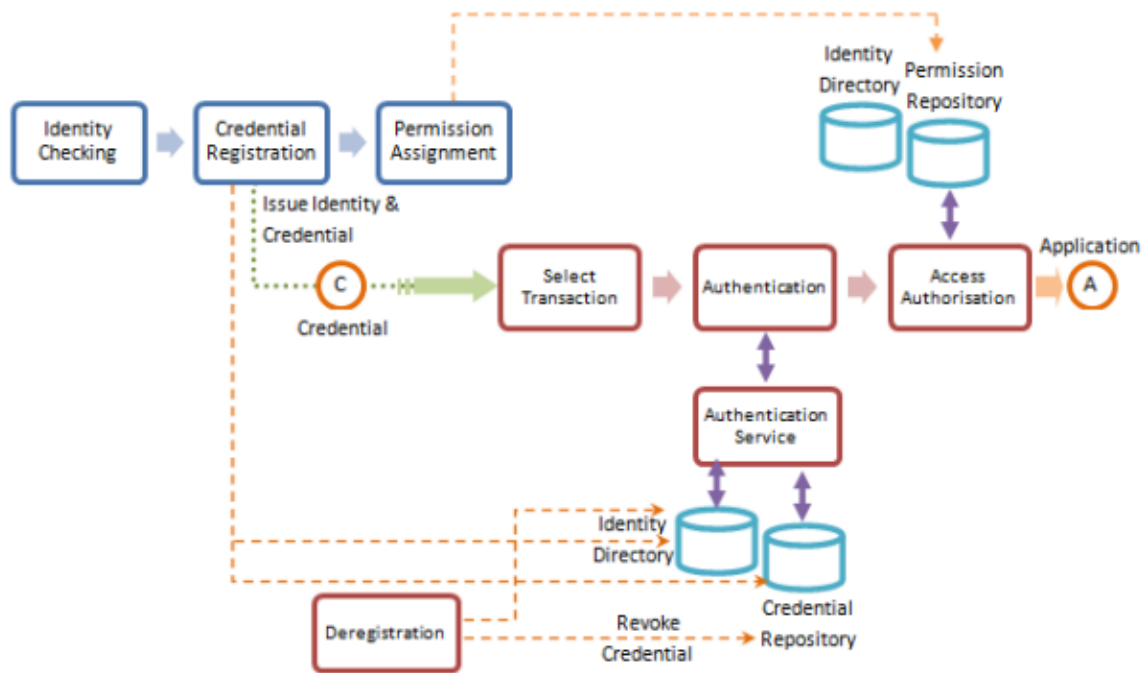 Identity
Directory
Permission
Repository
Identity
Checking
Credential
Registration
Permission
Assignment
Issue Identity &
Credential
C
Credential
Select
Transaction
Authentication
Access
Authorisation
Application
A
Authentication
Service
Identity
Directory
Credential
Repository
Deregistration
Revoke
Credential